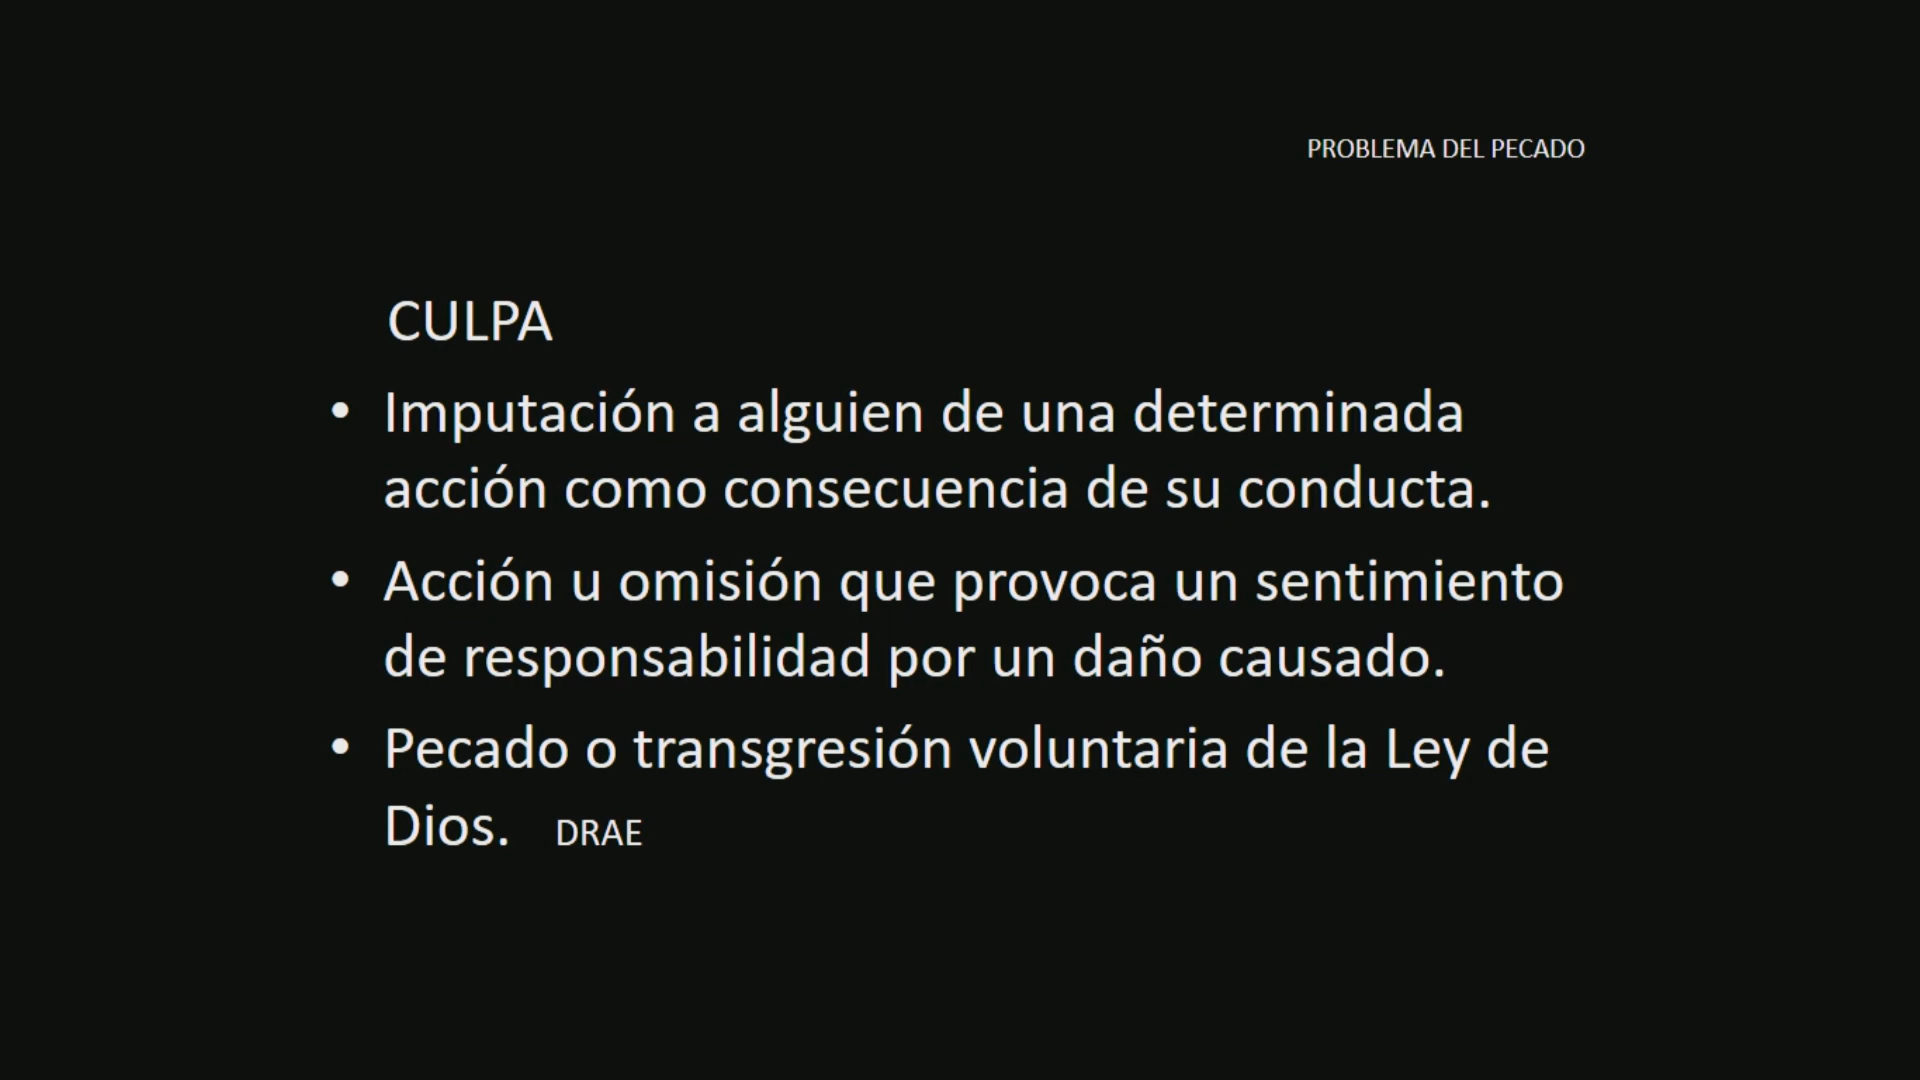 PROBLEMA DEL PECADO
CULPA
• Imputación a alguien de una determinada
acción como consecuencia de su conducta.
• Acción u omisión que provoca un sentimiento
de responsabilidad por un daño causado.
• Pecado o transgresión voluntaria de la Ley de
Dios. DRAE